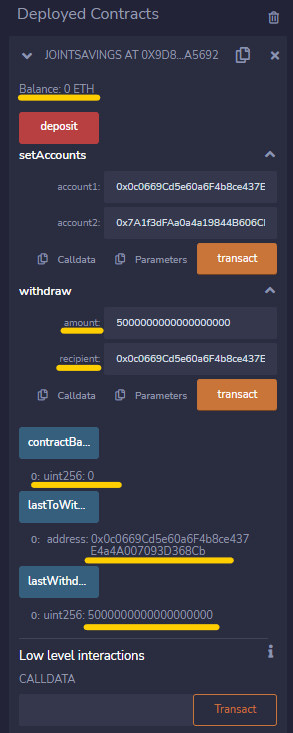 Deployed Contracts
JOINTSAVINGS AT 0X9D8...A5692
Balance: 0 ETH
deposit
setAccounts
account1: 0x0c0669Cd5e60a6F4b8ce437E
account2: 0x7A1f3dFAa0a4a19844B606Cl
Calldata Parameters transact
withdraw
amount: 5000000000000000000
recipient: 0x0c0669Cd5e60a6F4b8ce437E
Calldata Parameters transact
contractBa...
0: uint256: 0
lastToWit...
0: address: 0x0c0669Cd5e60a6F4b8ce437
E4a4A007093D368Cb
lastWithd...
0: uint256: 5000000000000000000
Low level interactions
i
CALLDATA
Transact